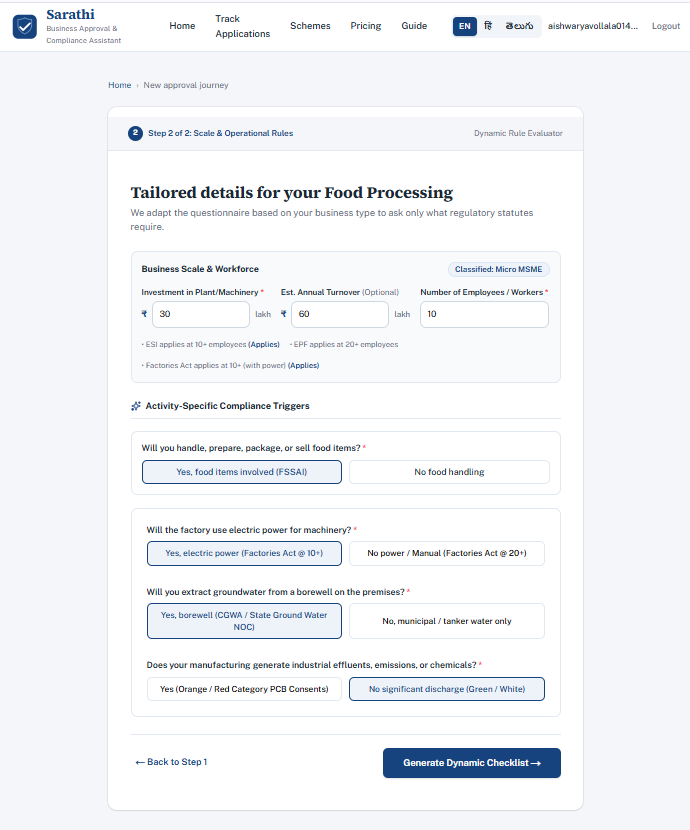 Sarathi
Business Approval &
Compliance Assistant
Home
Track
Applications
Schemes
Pricing
Guide
EN
हिं
తెలుగు
aishwaryavollala014...
Logout
Home › New approval journey
2 Step 2 of 2: Scale & Operational Rules
Dynamic Rule Evaluator
Tailored details for your Food Processing
We adapt the questionnaire based on your business type to ask only what regulatory statutes
require.
Business Scale & Workforce
Classified: Micro MSME
Investment in Plant/Machinery *
Est. Annual Turnover (Optional)
Number of Employees / Workers *
₹ 30 lakh
₹ 60 lakh
10
• ESI applies at 10+ employees (Applies)
• EPF applies at 20+ employees
• Factories Act applies at 10+ (with power) (Applies)
Activity-Specific Compliance Triggers
Will you handle, prepare, package, or sell food items? *
Yes, food items involved (FSSAI)
No food handling
Will the factory use electric power for machinery? *
Yes, electric power (Factories Act @ 10+)
No power / Manual (Factories Act @ 20+)
Will you extract groundwater from a borewell on the premises? *
Yes, borewell (CGWA / State Ground Water
NOC)
No, municipal / tanker water only
Does your manufacturing generate industrial effluents, emissions, or chemicals? *
Yes (Orange / Red Category PCB Consents)
No significant discharge (Green / White)
← Back to Step 1
Generate Dynamic Checklist →